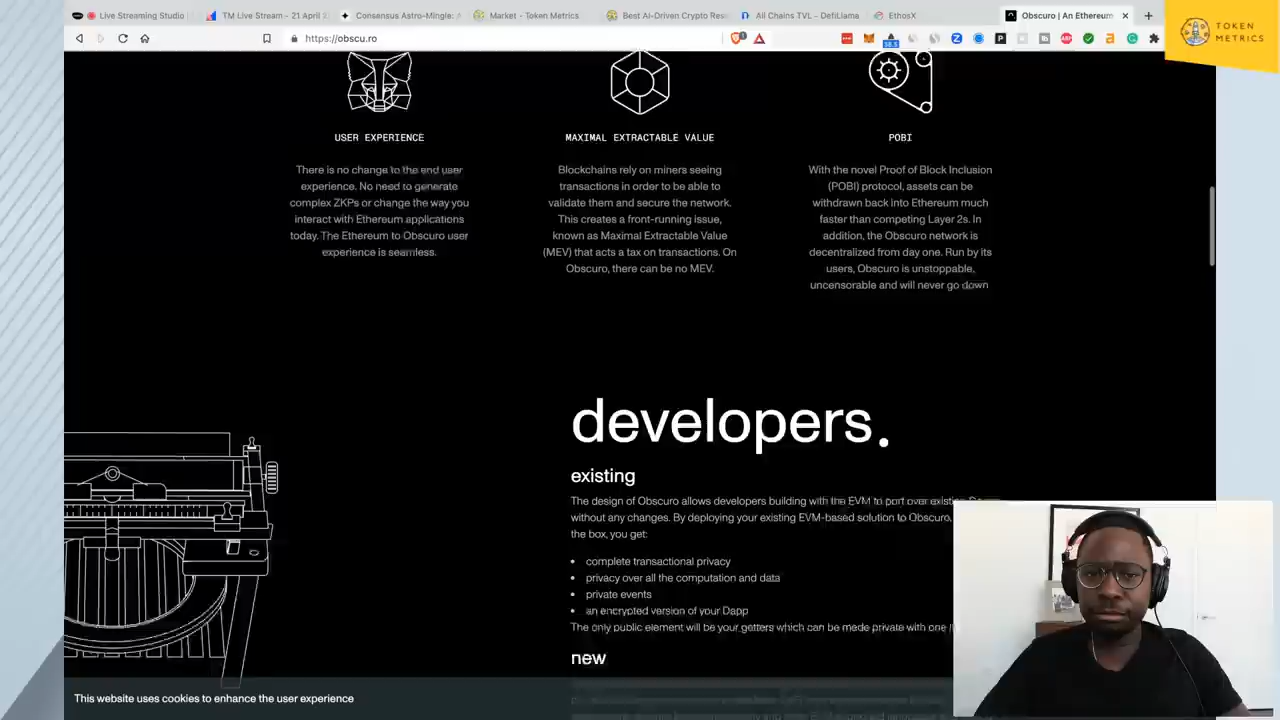 Live Streaming Studio
TM Live Stream - 21 April
Consensus Astro-Mingle:
Market - Token Metrics
Best AI-Driven Crypto Res
All Chains TVL - DefiLlama
EthosX
Obscuro | An Ethereum
TOKEN
METRICS
https://obscu.ro
USER EXPERIENCE
There is no change to the end user
experience. No need to generate
complex ZKPs or change the way you
interact with Ethereum applications
today. The Ethereum to Obscuro user
experience is seamless.
MAXIMAL EXTRACTABLE VALUE
Blockchains rely on miners seeing
transactions in order to be able to
validate them and secure the network.
This creates a front-running issue,
known as Maximal Extractable Value
(MEV) that acts a tax on transactions. On
Obscuro, there can be no MEV.
POBI
With the novel Proof of Block Inclusion
(POBI) protocol, assets can be
withdrawn back into Ethereum much
faster than competing Layer 2s. In
addition, the Obscuro network is
decentralized from day one. Run by its
users, Obscuro is unstoppable,
uncensorable and will never go down
developers.
existing
The design of Obscuro allows developers building with the EVM to port over existing
without any changes. By deploying your existing EVM-based solution to Obscuro,
the box, you get:
• complete transactional privacy
• privacy over all the computation and data
• private events
• an encrypted version of your Dapp
The only public element will be your getters which can be made private with one
new
This website uses cookies to enhance the user experience